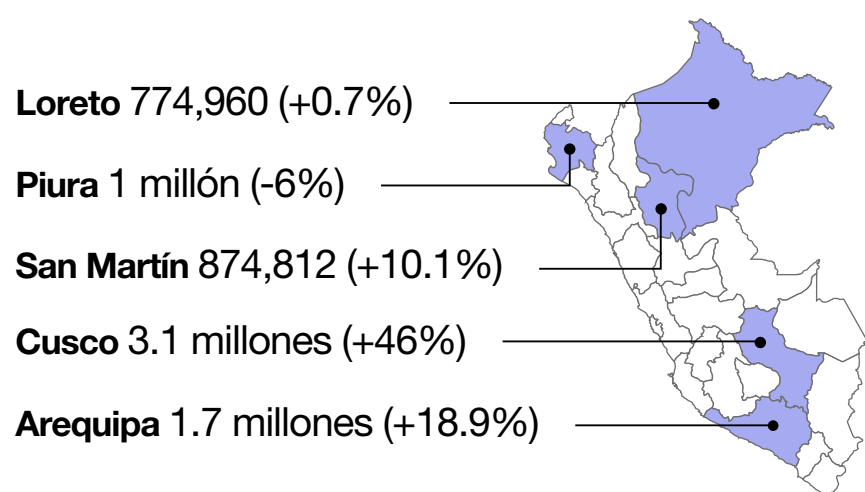 Loreto 774,960 (+0.7%)
Piura 1 millón (-6%)
San Martín 874,812 (+10.1%)
Cusco 3.1 millones (+46%)
Arequipa 1.7 millones (+18.9%)